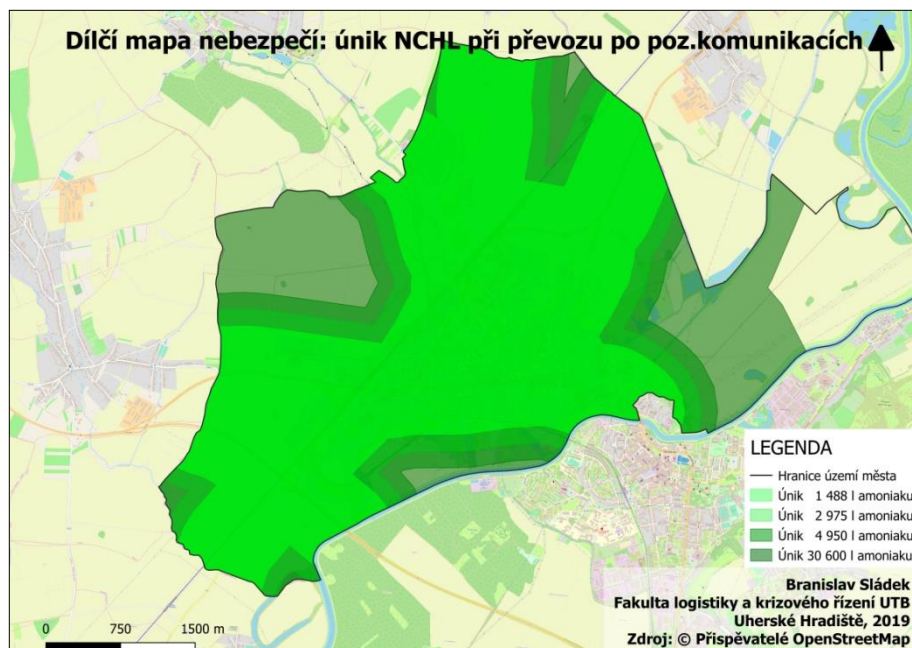 Dílčí mapa nebezpečí: únik NCHL při převozu po poz.komunikacích
LEGENDA
Hranice území města
Únik 1 488 l amoniaku
Únik 2 975 l amoniaku
Únik 4 950 l amoniaku
Únik 30 600 l amoniaku
Branislav Sládek
Fakulta logistiky a krizového řízení UTB
Uherské Hradiště, 2019
Zdroj: © Přispěvatelé OpenStreetMap
0 750 1500 m